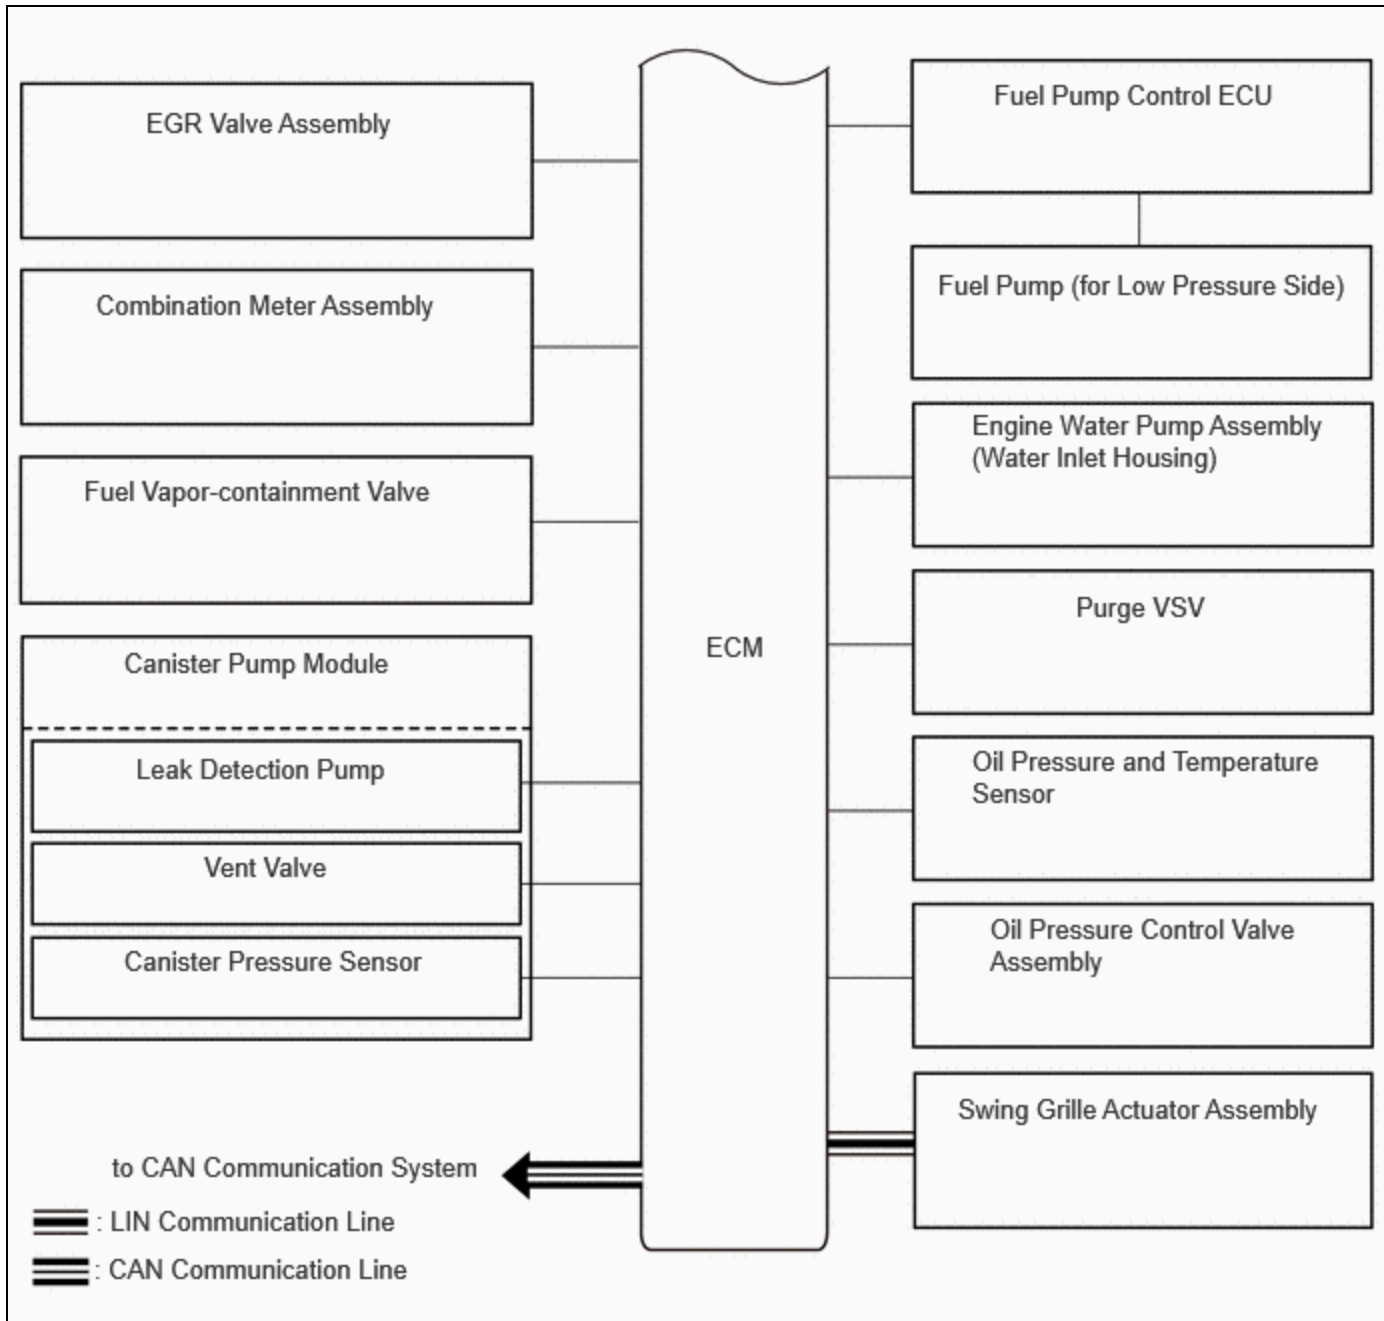 EGR Valve Assembly
Combination Meter Assembly
Fuel Vapor-containment Valve
Canister Pump Module
Leak Detection Pump
Vent Valve
Canister Pressure Sensor
to CAN Communication System
: LIN Communication Line
: CAN Communication Line
ECM
Fuel Pump Control ECU
Fuel Pump (for Low Pressure Side)
Engine Water Pump Assembly
(Water Inlet Housing)
Purge VSV
Oil Pressure and Temperature
Sensor
Oil Pressure Control Valve
Assembly
Swing Grille Actuator Assembly